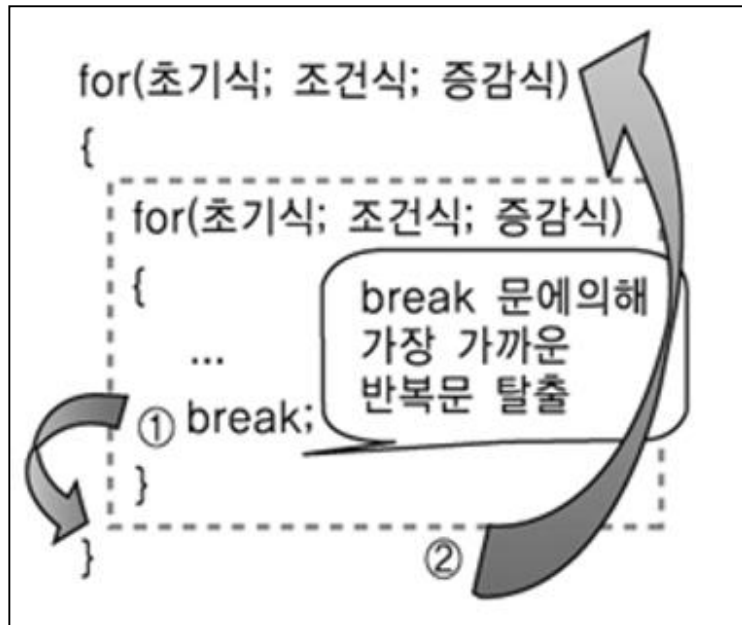 for(초기식; 조건식; 증감식)
{
for(초기식; 조건식; 증감식)
{
...
break 문에의해
가장 가까운
반복문 탈출
① break;
}
}
②